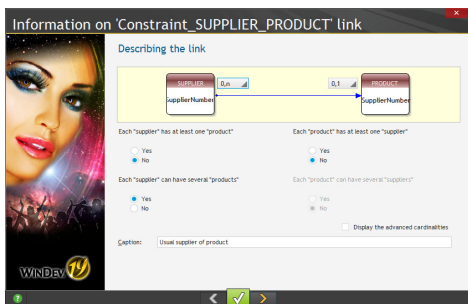 Information on 'Constraint_SUPPLIER_PRODUCT' link
Describing the link
SUPPLIER 0,n 0,1 PRODUCT
SupplierNumber SupplierNumber
Each "supplier" has at least one "product" Each "product" has at least one "supplier"
Yes Yes
No No
Each "supplier" can have several "products" Each "product" can have several "suppliers"
Yes Yes
No No
Display the advanced cardinalities
Caption: Usual supplier of product
WINDEV 19